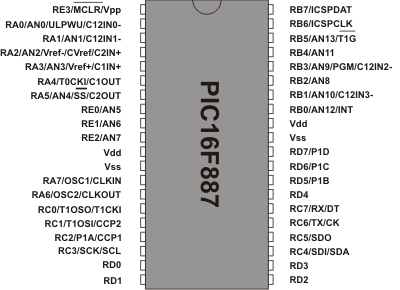 RE3/MCLR/Vpp
RA0/AN0/ULPWU/C12IN0-
RA1/AN1/C12IN1-
RA2/AN2/Vref-/CVref/C2IN+
RA3/AN3/Vref+/C1IN+
RA4/T0CKI/C1OUT
RA5/AN4/SS/C2OUT
RE0/AN5
RE1/AN6
RE2/AN7
Vdd
Vss
RA7/OSC1/CLKIN
RA6/OSC2/CLKOUT
RC0/T1OSO/T1CKI
RC1/T1OSI/CCP2
RC2/P1A/CCP1
RC3/SCK/SCL
RD0
RD1
PIC16F887
RB7/ICSPDAT
RB6/ICSPCLK
RB5/AN13/T1G
RB4/AN11
RB3/AN9/PGM/C12IN2-
RB2/AN8
RB1/AN10/C12IN3-
RB0/AN12/INT
Vdd
Vss
RD7/P1D
RD6/P1C
RD5/P1B
RD4
RC7/RX/DT
RC6/TX/CK
RC5/SDO
RC4/SDI/SDA
RD3
RD2